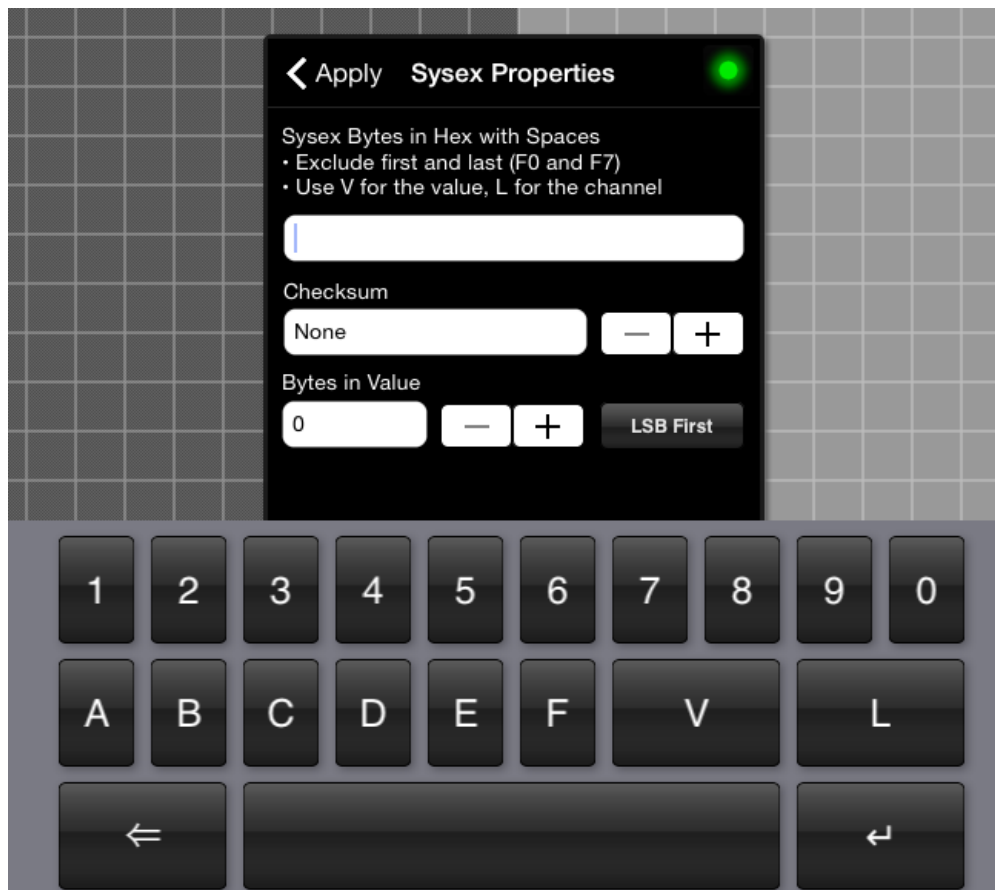 Apply Sysex Properties
Sysex Bytes in Hex with Spaces
• Exclude first and last (F0 and F7)
• Use V for the value, L for the channel
Checksum
None − +
Bytes in Value
0 − + LSB First
1 2 3 4 5 6 7 8 9 0
A B C D E F V L
⇐ ↵